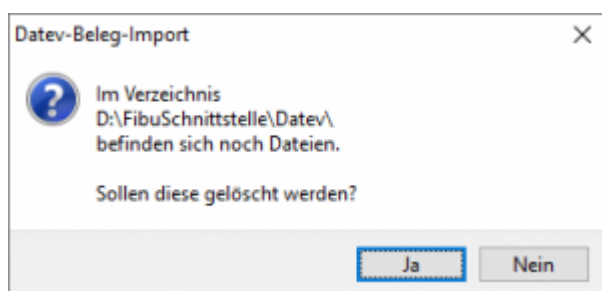 Datev-Beleg-Import
Im Verzeichnis
D:\FibuSchnittstelle\Datev\
befinden sich noch Dateien.
Sollen diese gelöscht werden?
Ja
Nein